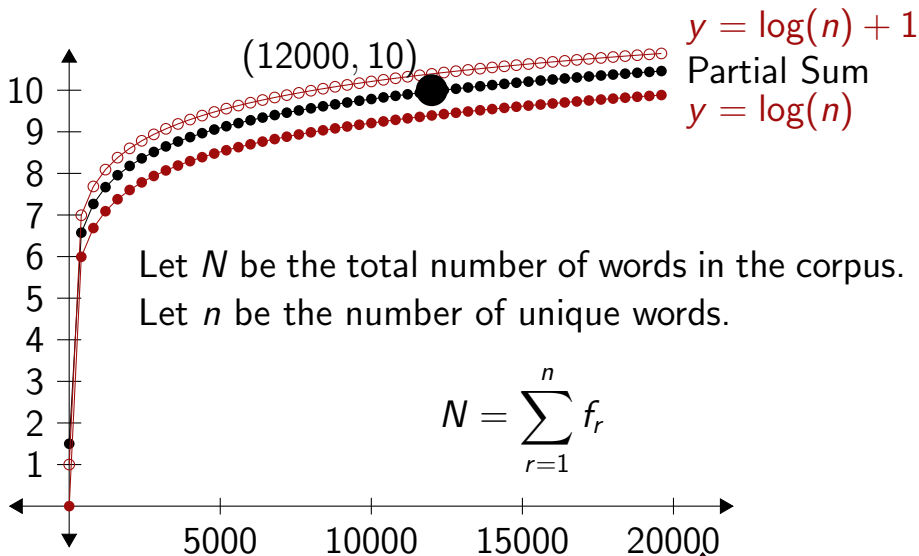 y = log(n) + 1
(12000, 10)
Partial Sum
y = log(n)
10
9
8
7
6
5
4
3
2
1
Let N be the total number of words in the corpus.
Let n be the number of unique words.
N = \sum_{r=1}^{n} f_r
5000 10000 15000 20000